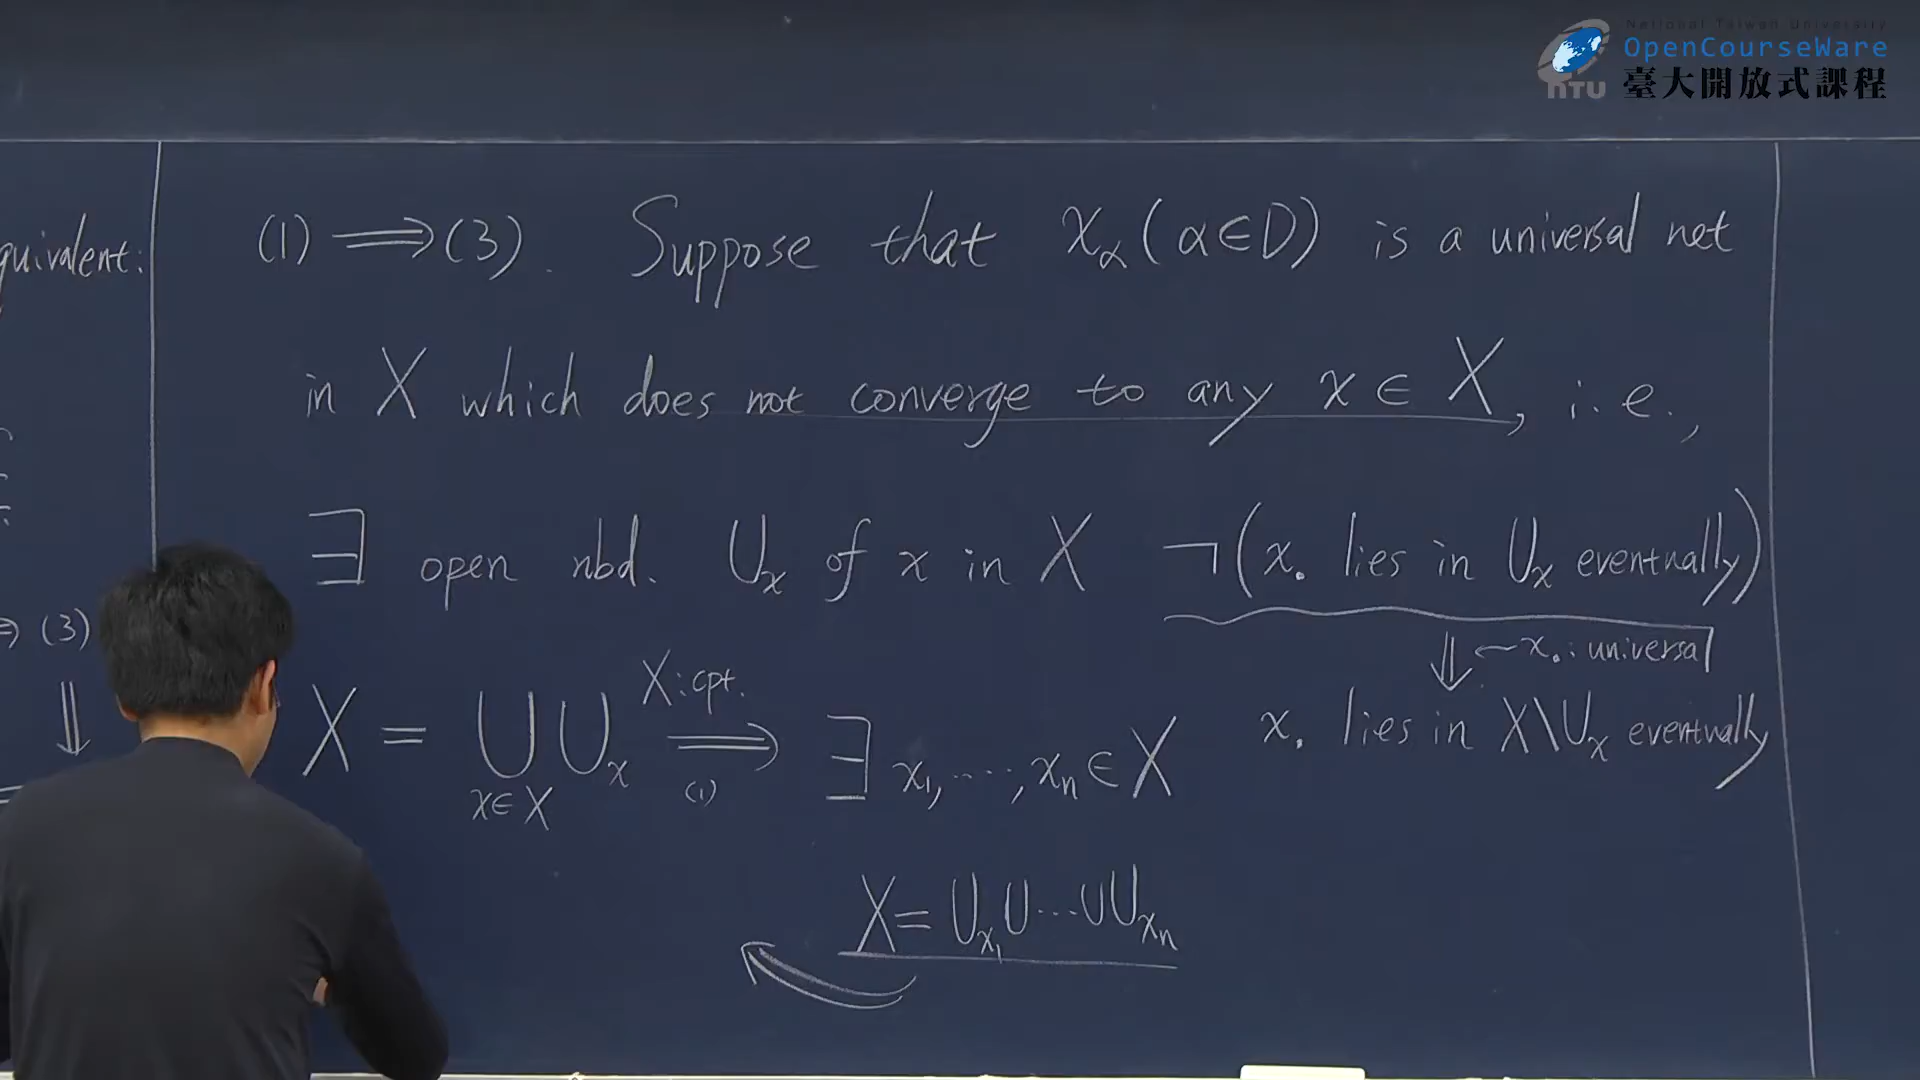 National Taiwan University
OpenCourseWare
NTU 臺大開放式課程
equivalent:
(1) ⟹ (3). Suppose that x_α (α∈D) is a universal net
in X which does not converge to any x ∈ X, i.e.,
∃ open nbd. U_x of x in X ¬(x. lies in U_x eventually)
⇒ (3)
⇓
⇓ ← x.: universal
x. lies in X\U_x eventually
X = ⋃_{x∈X} U_x ⟹ ∃ x_1, ⋯, x_n ∈ X
X: cpt.
(1)
X = U_{x_1} ∪ ⋯ ∪ U_{x_n}